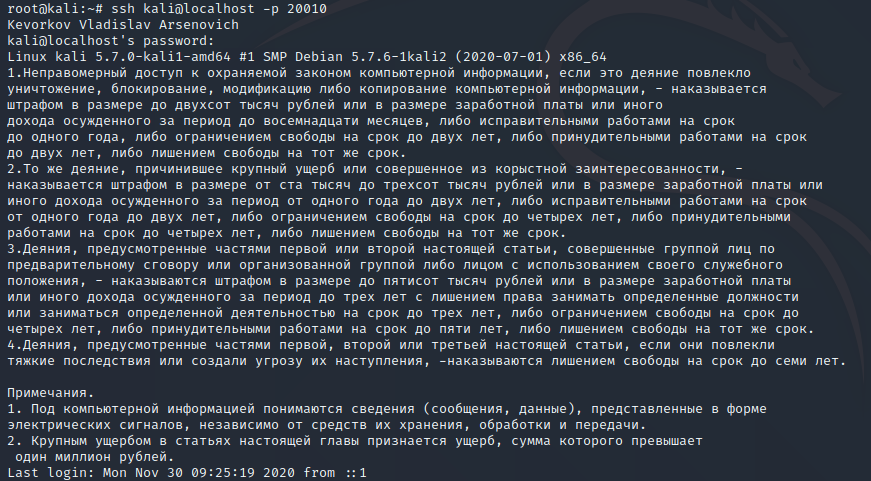 root@kali:~# ssh kali@localhost -p 20010
Kevorkov Vladislav Arsenovich
kali@localhost's password:
Linux kali 5.7.0-kali1-amd64 #1 SMP Debian 5.7.6-1kali2 (2020-07-01) x86_64
1.Неправомерный доступ к охраняемой законом компьютерной информации, если это деяние повлекло
уничтожение, блокирование, модификацию либо копирование компьютерной информации, - наказывается
штрафом в размере до двухсот тысяч рублей или в размере заработной платы или иного
дохода осужденного за период до восемнадцати месяцев, либо исправительными работами на срок
до одного года, либо ограничением свободы на срок до двух лет, либо принудительными работами на срок
до двух лет, либо лишением свободы на тот же срок.
2.То же деяние, причинившее крупный ущерб или совершенное из корыстной заинтересованности, -
наказывается штрафом в размере от ста тысяч до трехсот тысяч рублей или в размере заработной платы или
иного дохода осужденного за период от одного года до двух лет, либо исправительными работами на срок
от одного года до двух лет, либо ограничением свободы на срок до четырех лет, либо принудительными
работами на срок до четырех лет, либо лишением свободы на тот же срок.
3.Деяния, предусмотренные частями первой или второй настоящей статьи, совершенные группой лиц по
предварительному сговору или организованной группой либо лицом с использованием своего служебного
положения, - наказываются штрафом в размере до пятисот тысяч рублей или в размере заработной платы
или иного дохода осужденного за период до трех лет с лишением права занимать определенные должности
или заниматься определенной деятельностью на срок до трех лет, либо ограничением свободы на срок до
четырех лет, либо принудительными работами на срок до пяти лет, либо лишением свободы на тот же срок.
4.Деяния, предусмотренные частями первой, второй или третьей настоящей статьи, если они повлекли
тяжкие последствия или создали угрозу их наступления, -наказываются лишением свободы на срок до семи лет.
Примечания.
1. Под компьютерной информацией понимаются сведения (сообщения, данные), представленные в форме
электрических сигналов, независимо от средств их хранения, обработки и передачи.
2. Крупным ущербом в статьях настоящей главы признается ущерб, сумма которого превышает
один миллион рублей.
Last login: Mon Nov 30 09:25:19 2020 from ::1